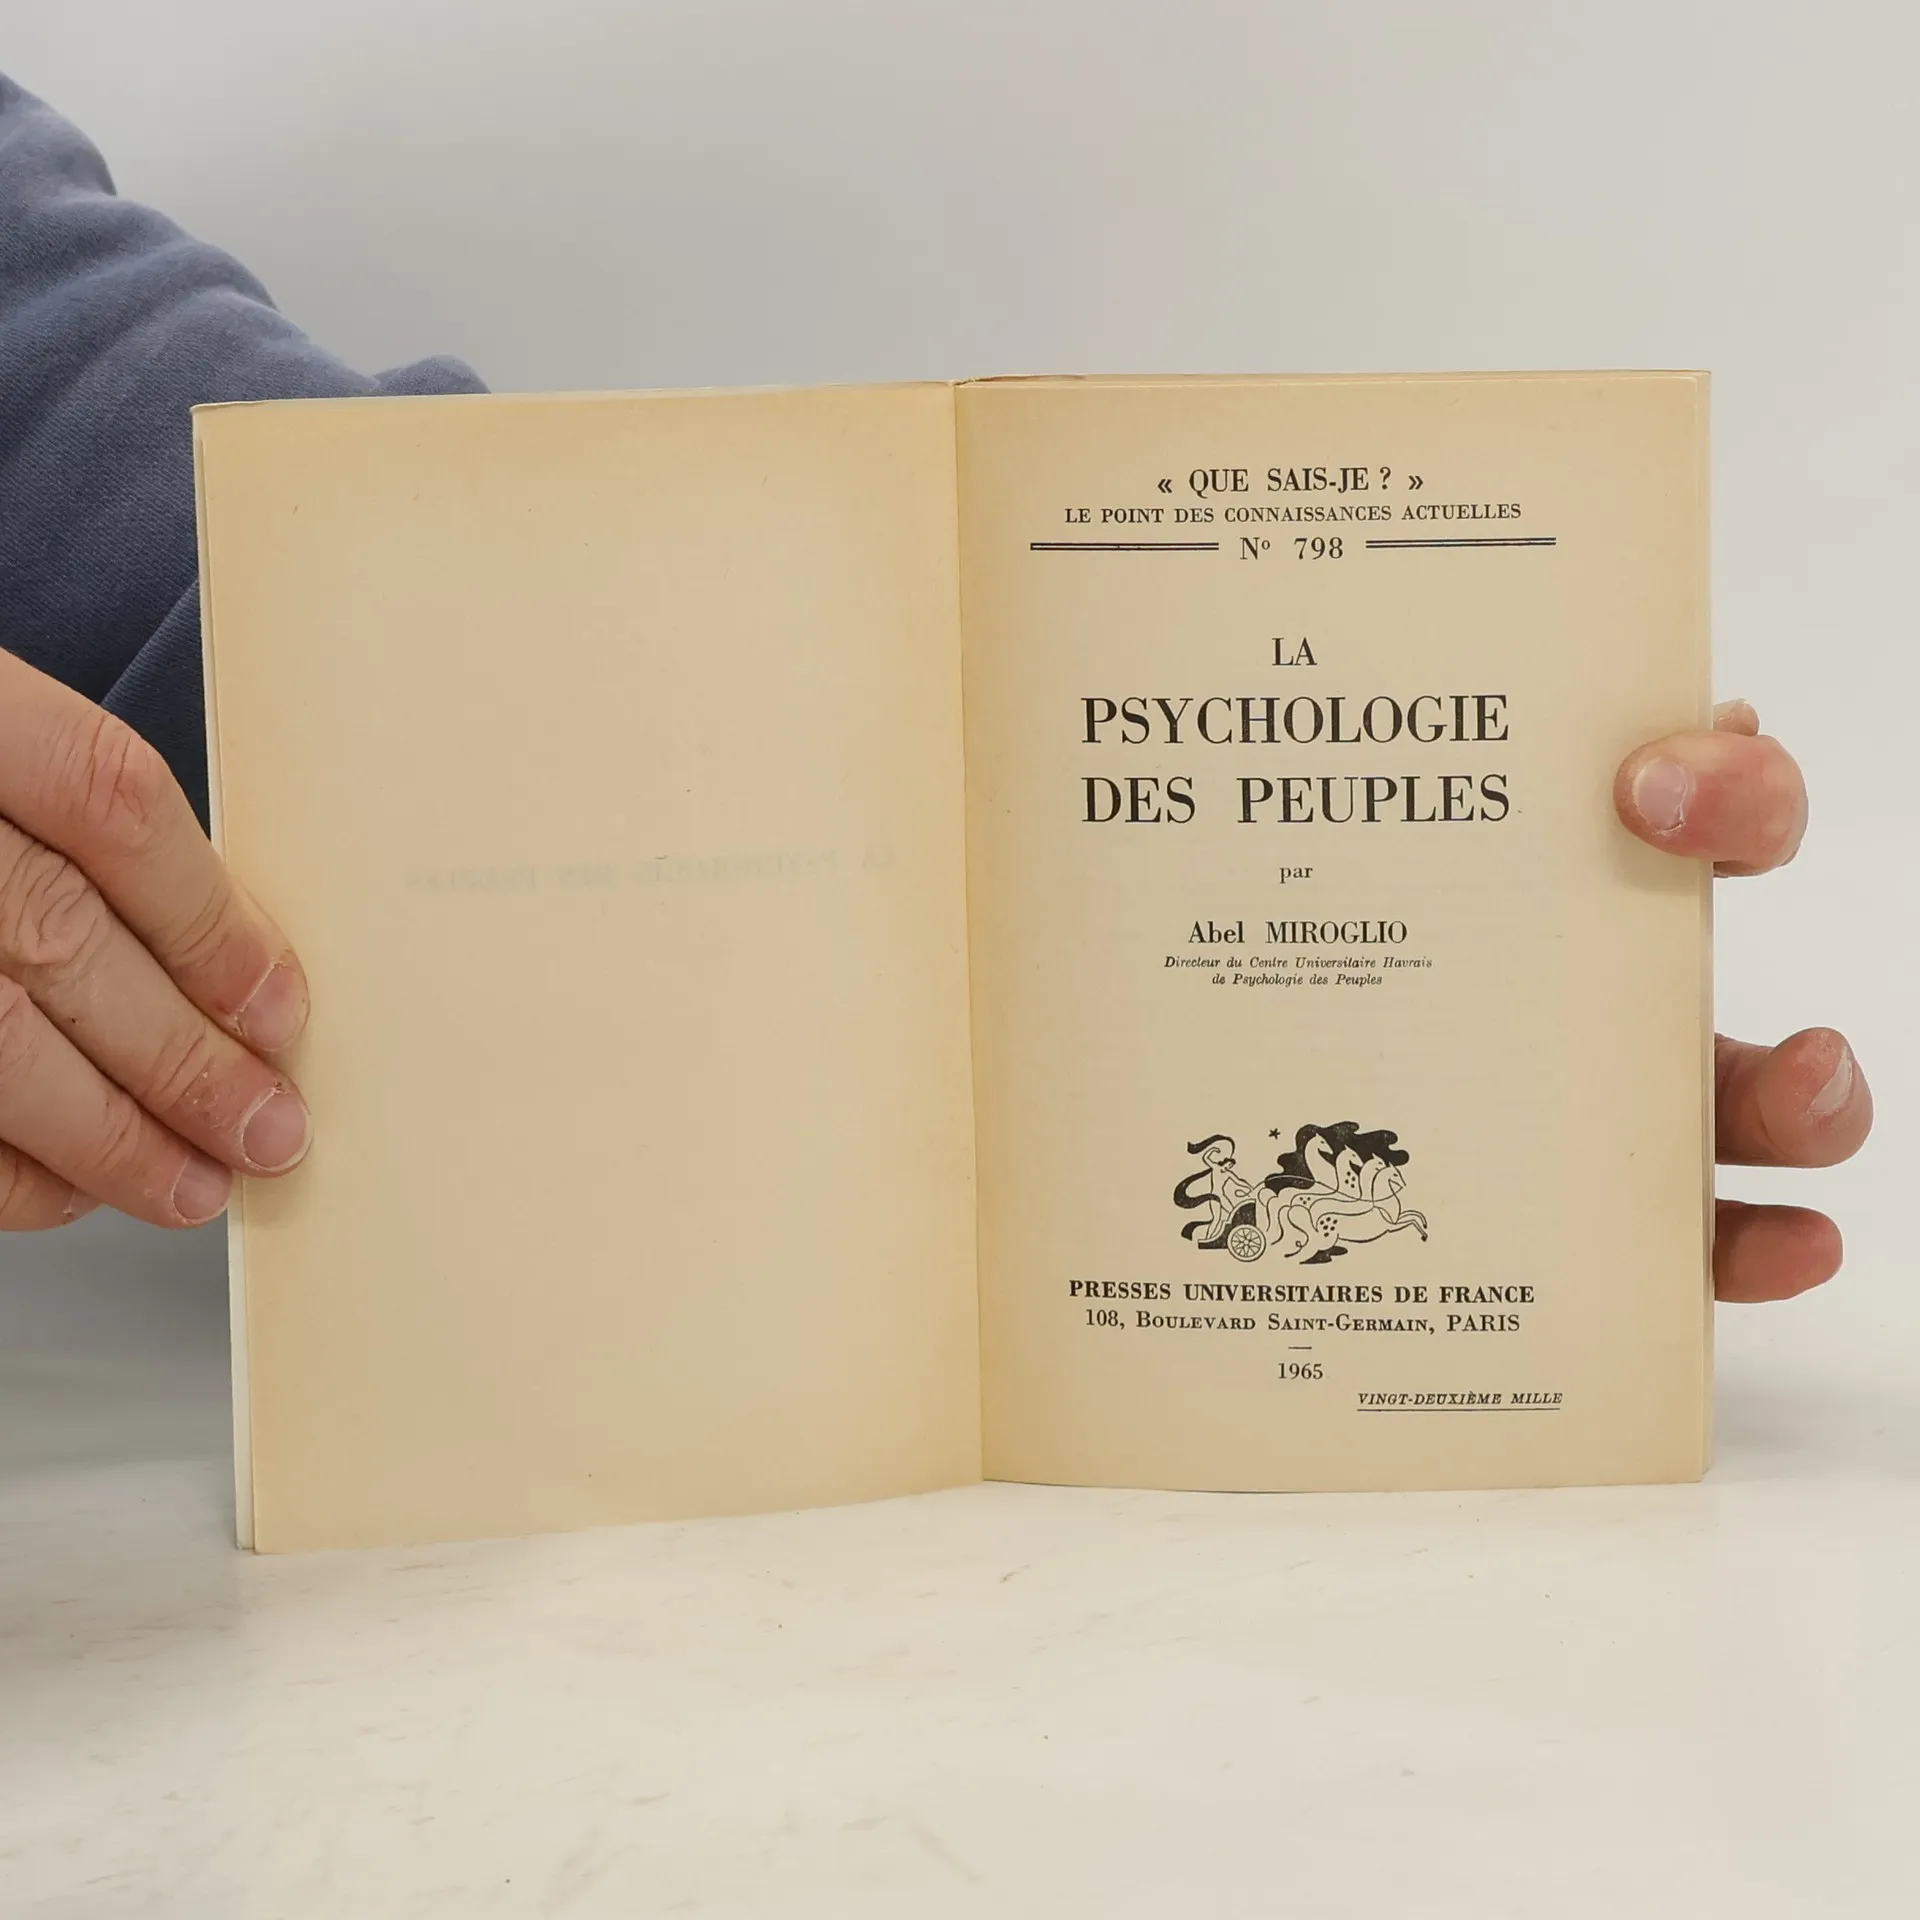 « QUE SAIS-JE ? »
LE POINT DES CONNAISSANCES ACTUELLES
Nº 798
LA
PSYCHOLOGIE
DES PEUPLES
par
Abel MIROGLIO
Directeur du Centre Universitaire Havrais
de Psychologie des Peuples
PRESSES UNIVERSITAIRES DE FRANCE
108, BOULEVARD SAINT-GERMAIN, PARIS
1965
VINGT-DEUXIÈME MILLE